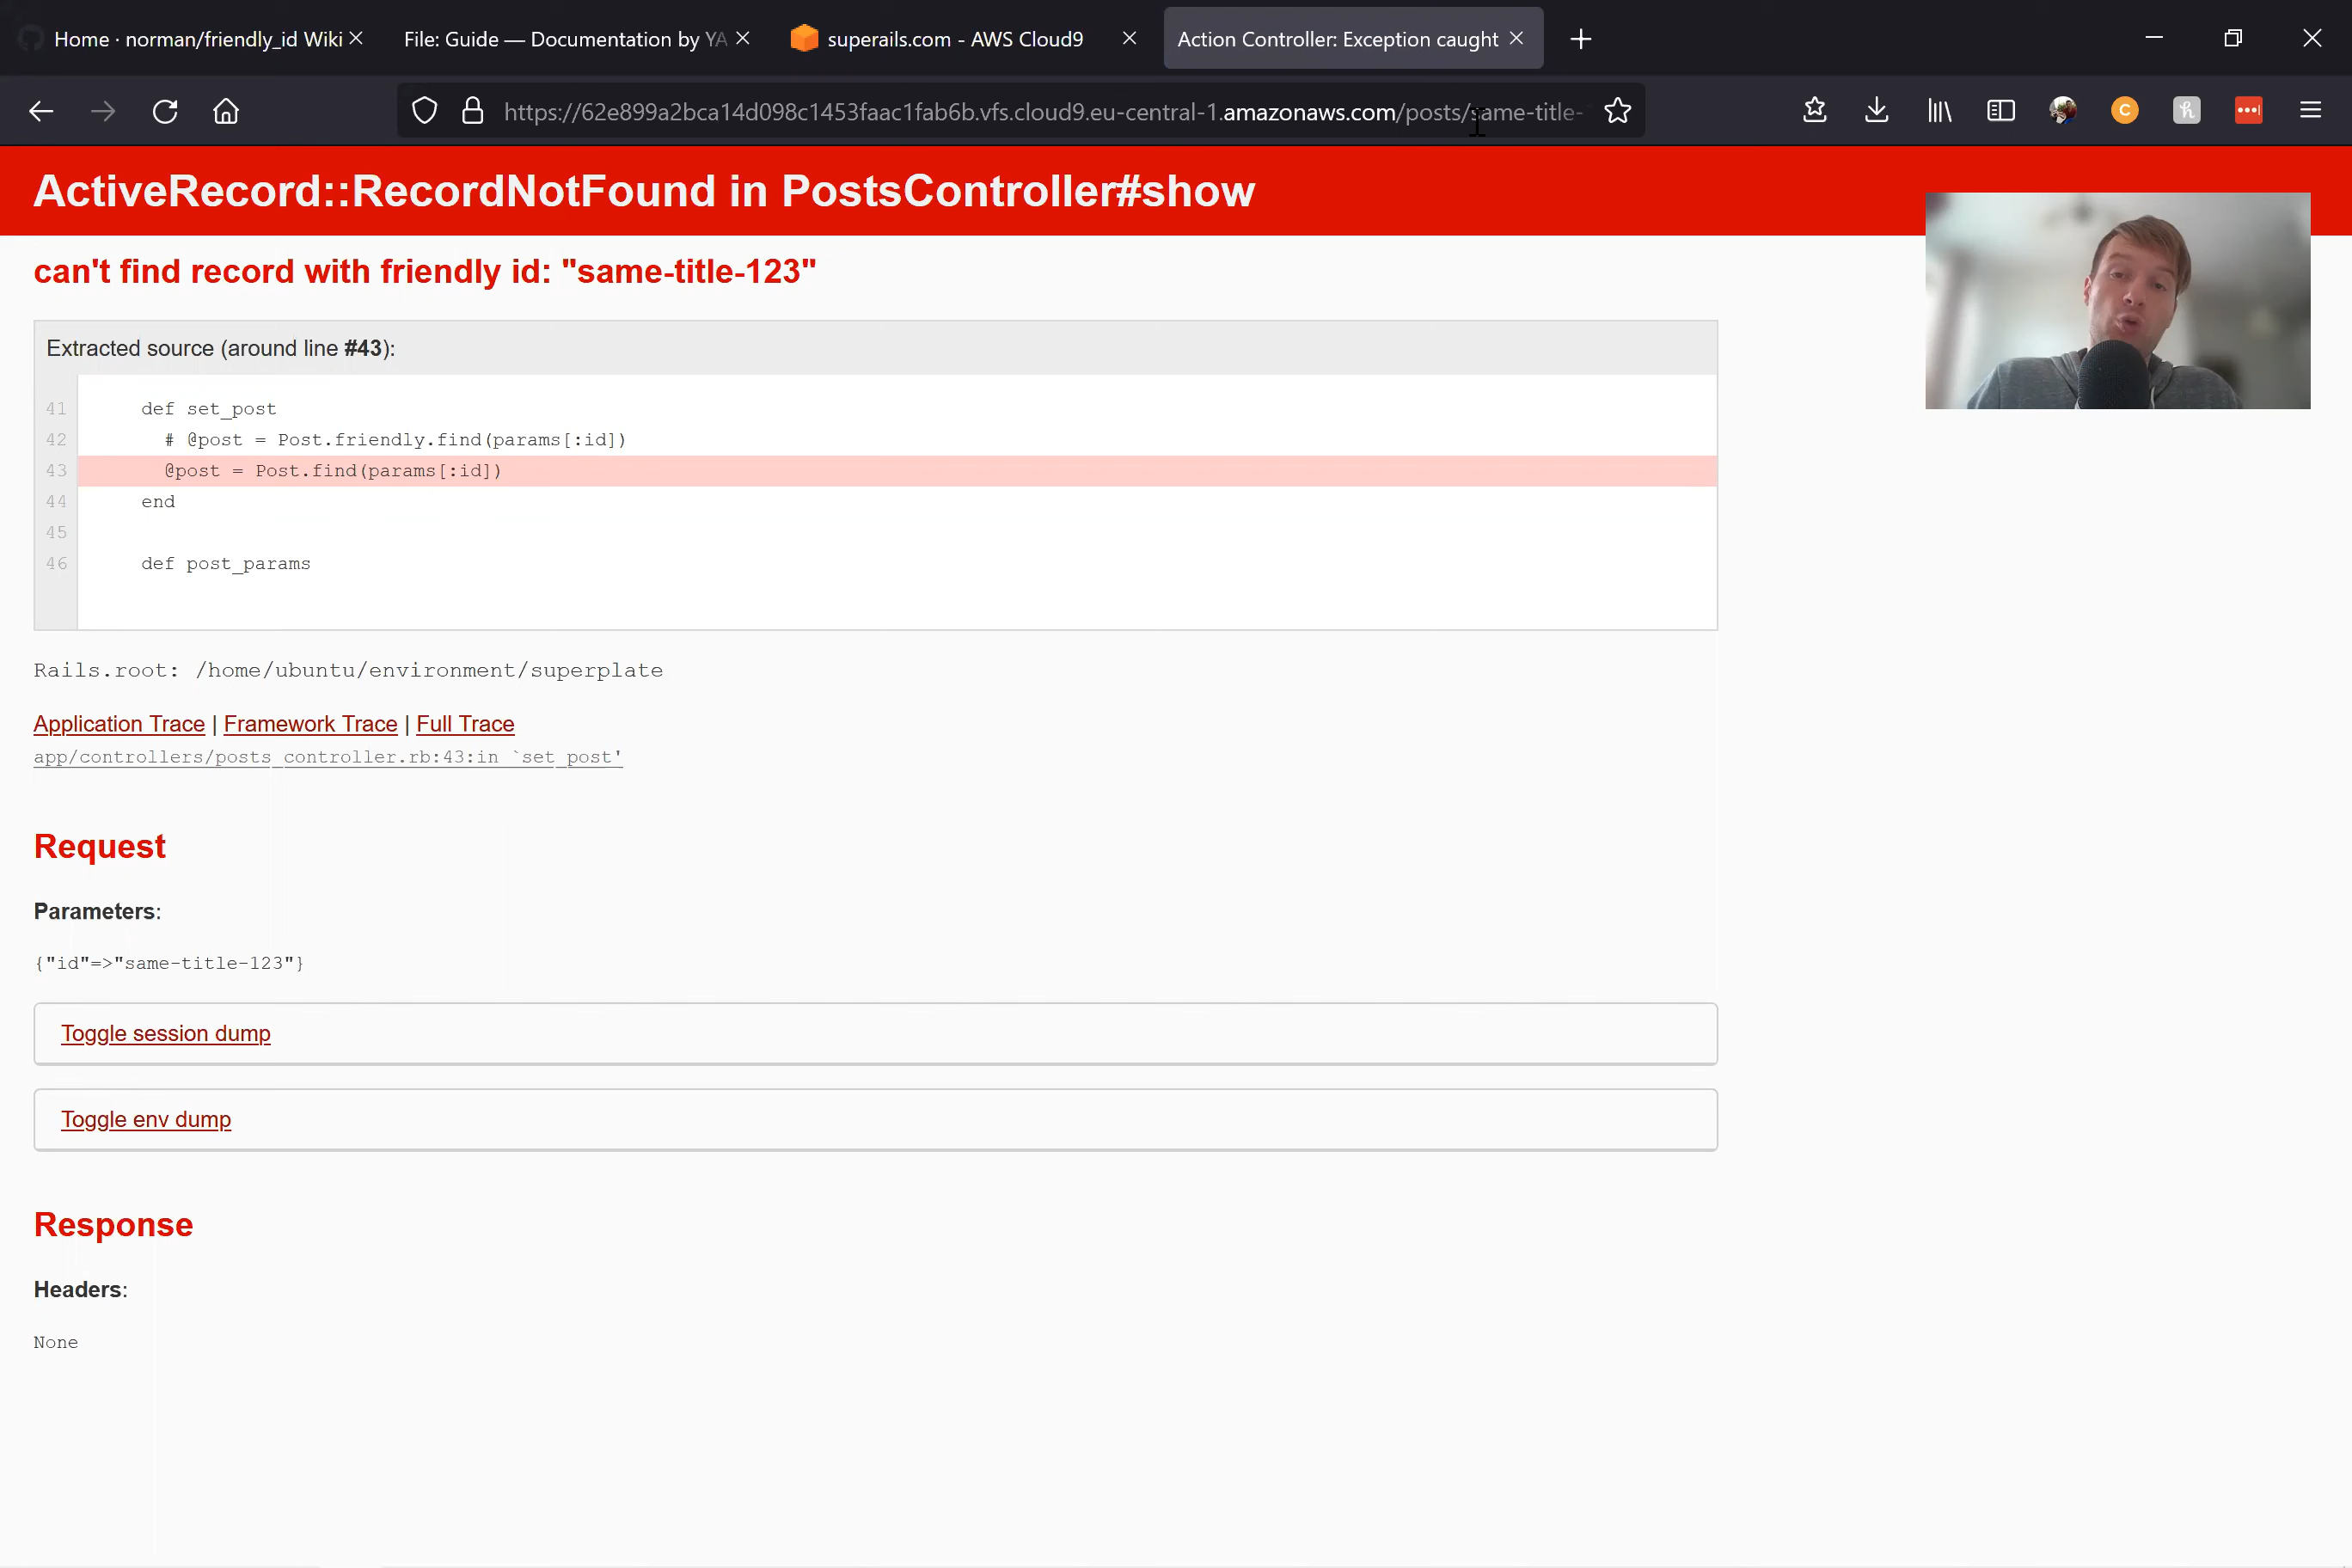 Home · norman/friendly_id Wiki
File: Guide — Documentation by YA
superails.com - AWS Cloud9
Action Controller: Exception caught
https://62e899a2bca14d098c1453faac1fab6b.vfs.cloud9.eu-central-1.amazonaws.com/posts/same-title-
ActiveRecord::RecordNotFound in PostsController#show
can't find record with friendly id: "same-title-123"
Extracted source (around line #43):
41 def set_post
42 # @post = Post.friendly.find(params[:id])
43 @post = Post.find(params[:id])
44 end
45
46 def post_params
Rails.root: /home/ubuntu/environment/superplate
Application Trace | Framework Trace | Full Trace
app/controllers/posts_controller.rb:43:in `set_post'
Request
Parameters:
{"id"=>"same-title-123"}
Toggle session dump
Toggle env dump
Response
Headers:
None